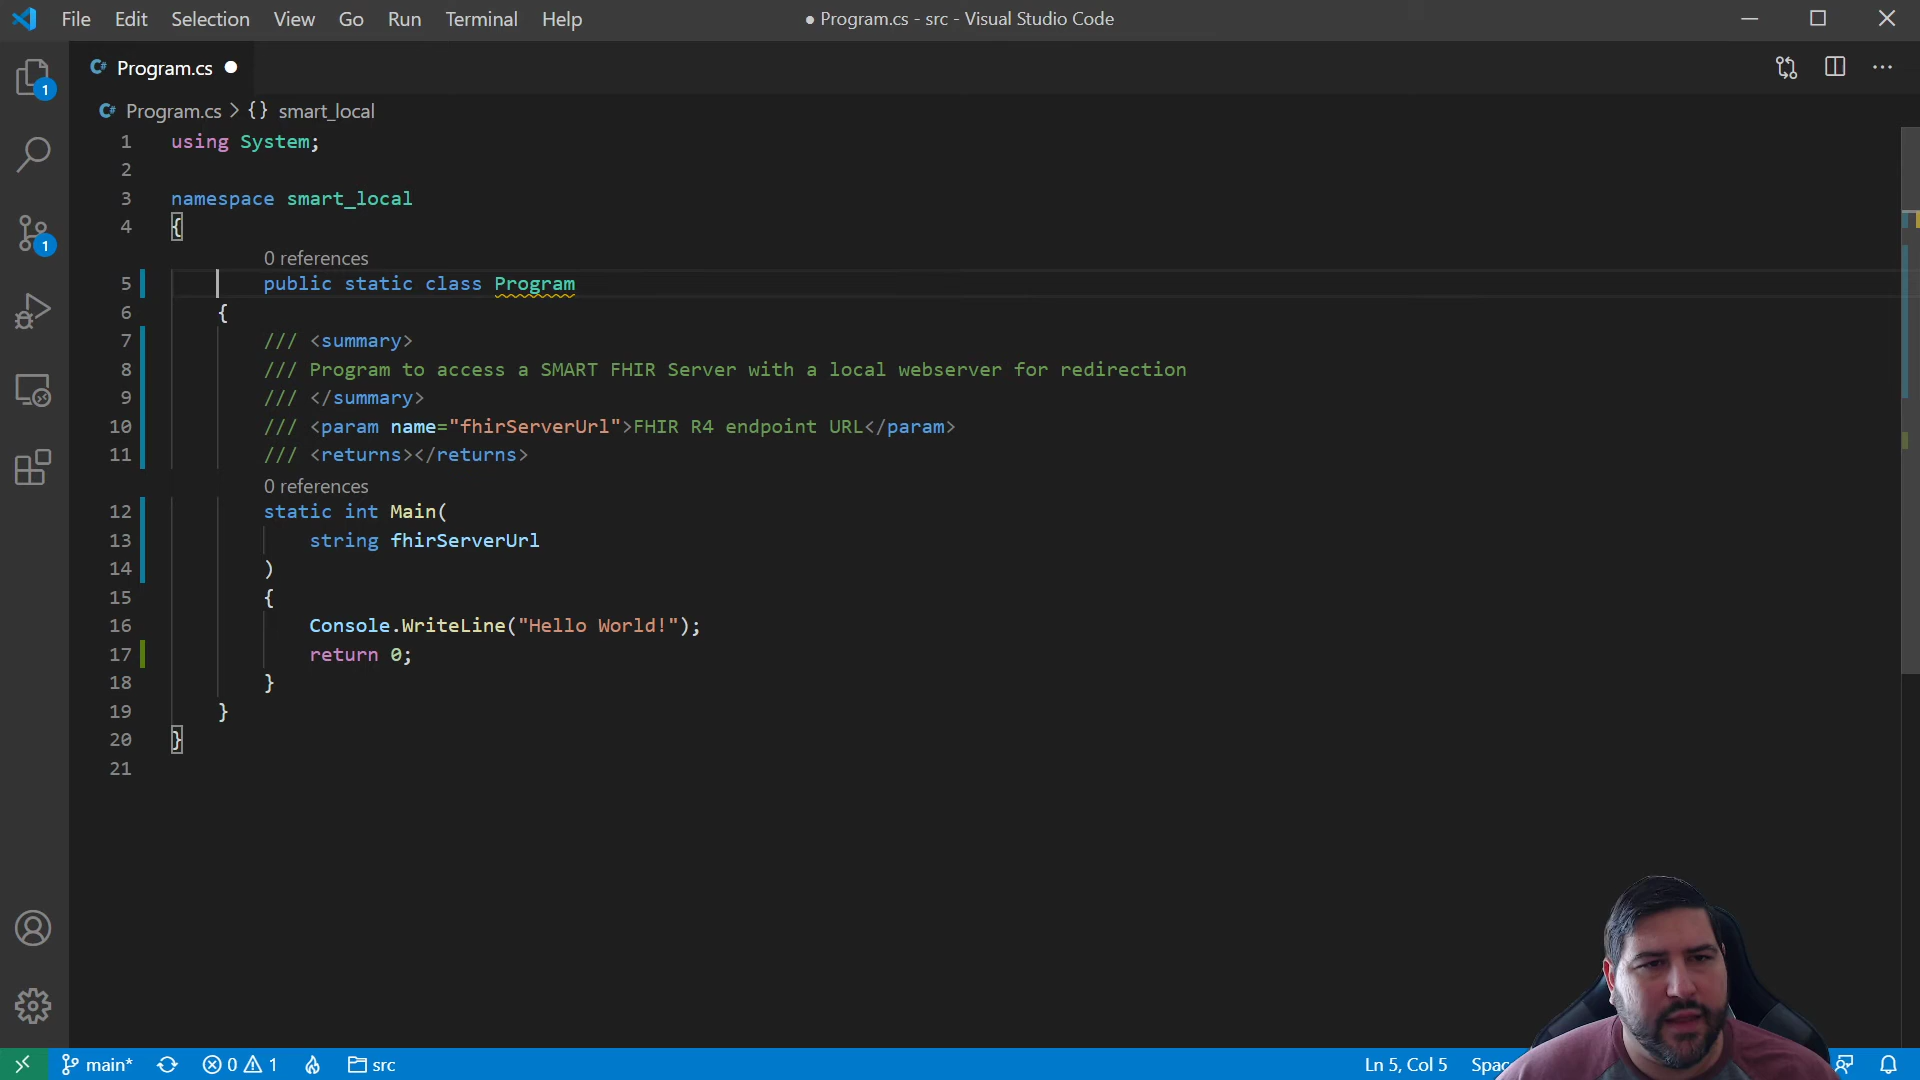 File Edit Selection View Go Run Terminal Help
● Program.cs - src - Visual Studio Code
Program.cs
Program.cs > {} smart_local
1 using System;
2
3 namespace smart_local
4 {
0 references
5 public static class Program
6 {
7 /// <summary>
8 /// Program to access a SMART FHIR Server with a local webserver for redirection
9 /// </summary>
10 /// <param name="fhirServerUrl">FHIR R4 endpoint URL</param>
11 /// <returns></returns>
0 references
12 static int Main(
13 string fhirServerUrl
14 )
15 {
16 Console.WriteLine("Hello World!");
17 return 0;
18 }
19 }
20 }
21
1
1
main* 0 1 src
Ln 5, Col 5